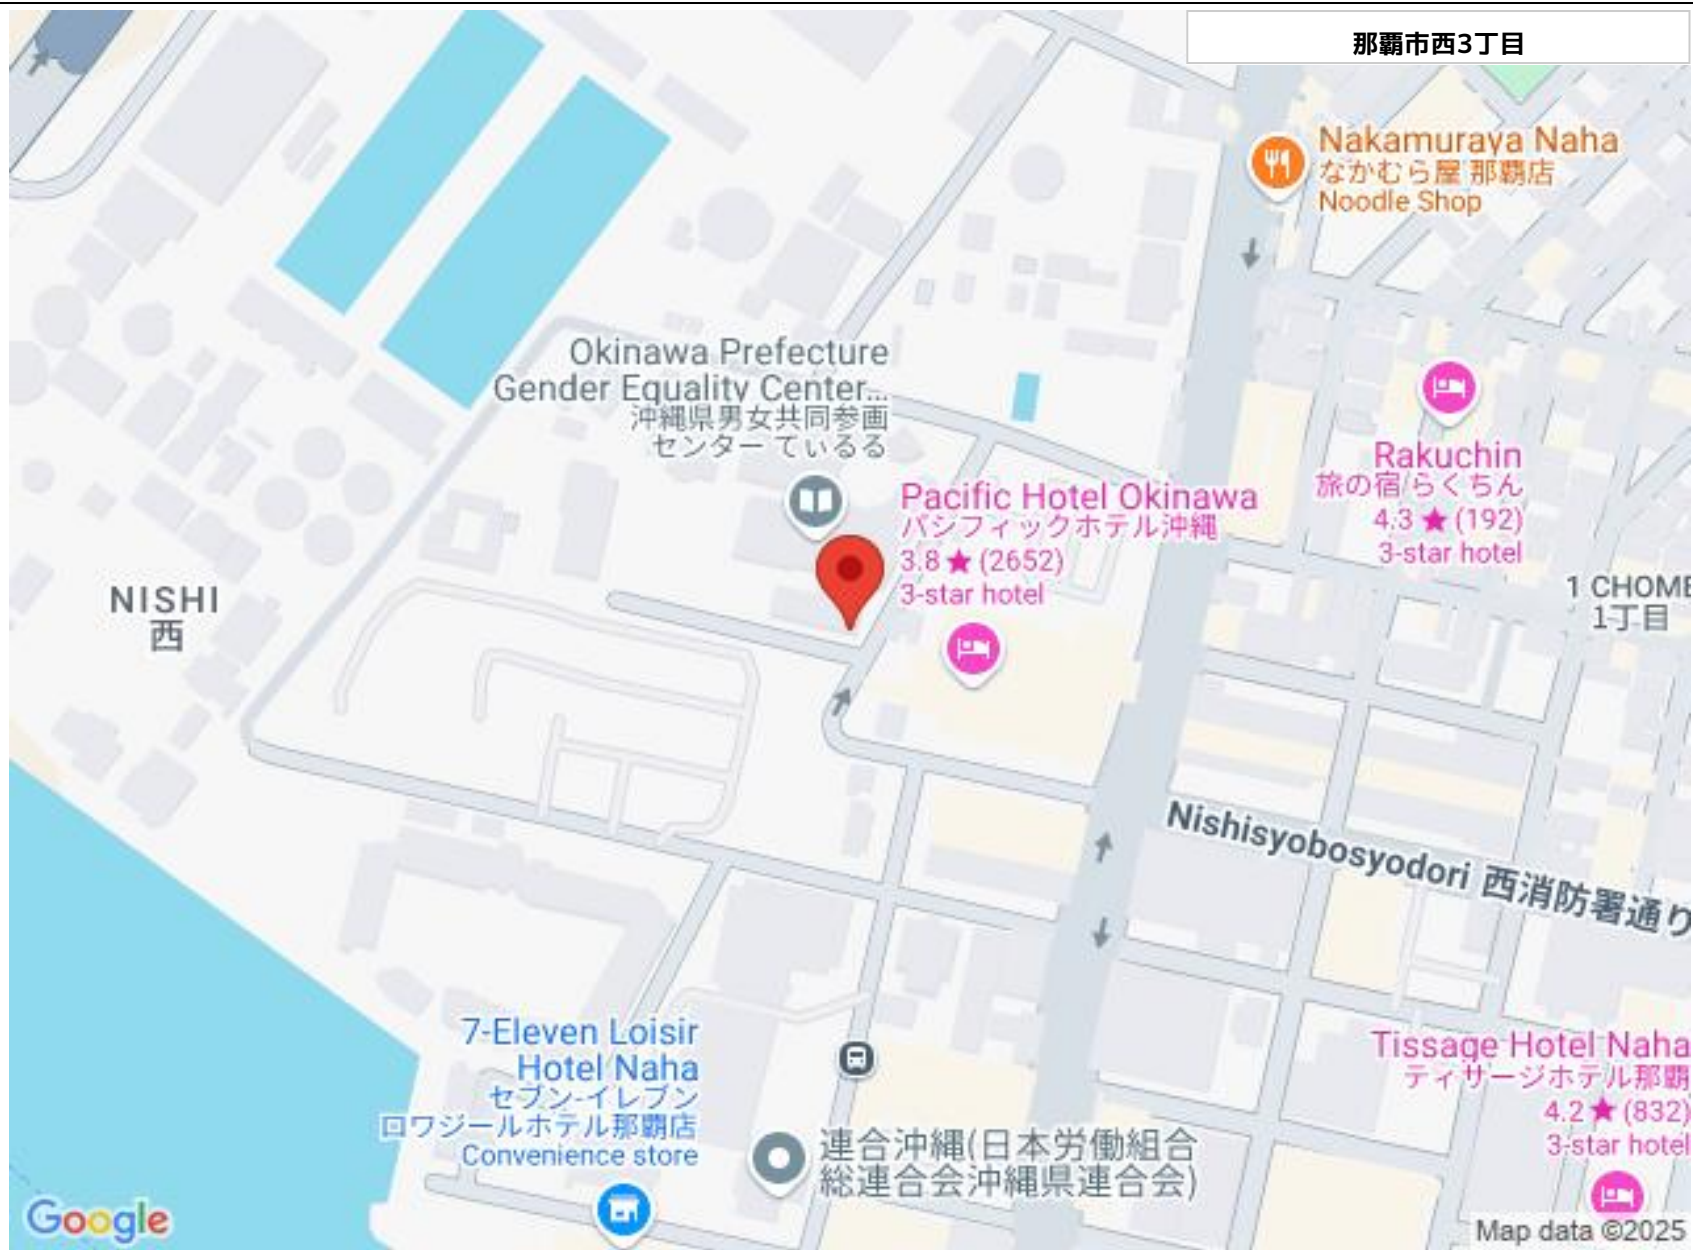 那覇市西3丁目
Nakamuraya Naha
なかむら屋 那覇店
Noodle Shop
Okinawa Prefecture
Gender Equality Center...
沖縄県男女共同参画
センター てぃるる
Pacific Hotel Okinawa
パシフィックホテル沖縄
3.8 ★ (2652)
3-star hotel
Rakuchin
旅の宿/らくちん
4.3 ★ (192)
3-star hotel
1 CHOME
1丁目
NISHI
西
Nishisyobosyodori 西消防署通り
7-Eleven Loisir
Hotel Naha
セブン-イレブン
ロワジールホテル那覇店
Convenience store
連合沖縄(日本労働組合
総連合会沖縄県連合会)
Tissage Hotel Naha
ティサージホテル那覇
4.2 ★ (832)
3-star hotel
Google
Map data ©2025